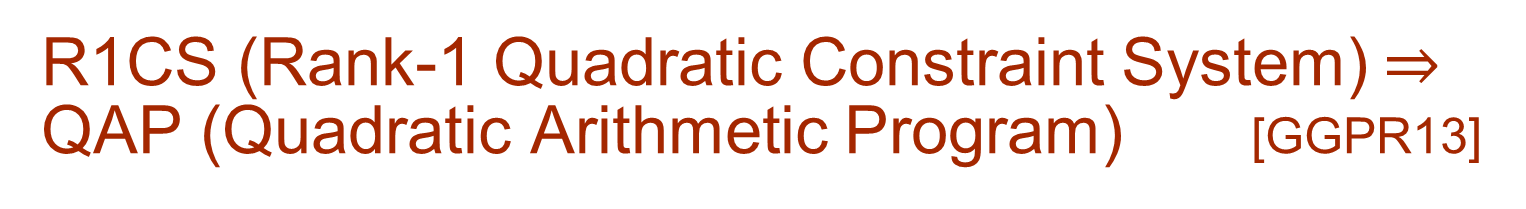 R1CS (Rank-1 Quadratic Constraint System) ⇒
QAP (Quadratic Arithmetic Program) [GGPR13]